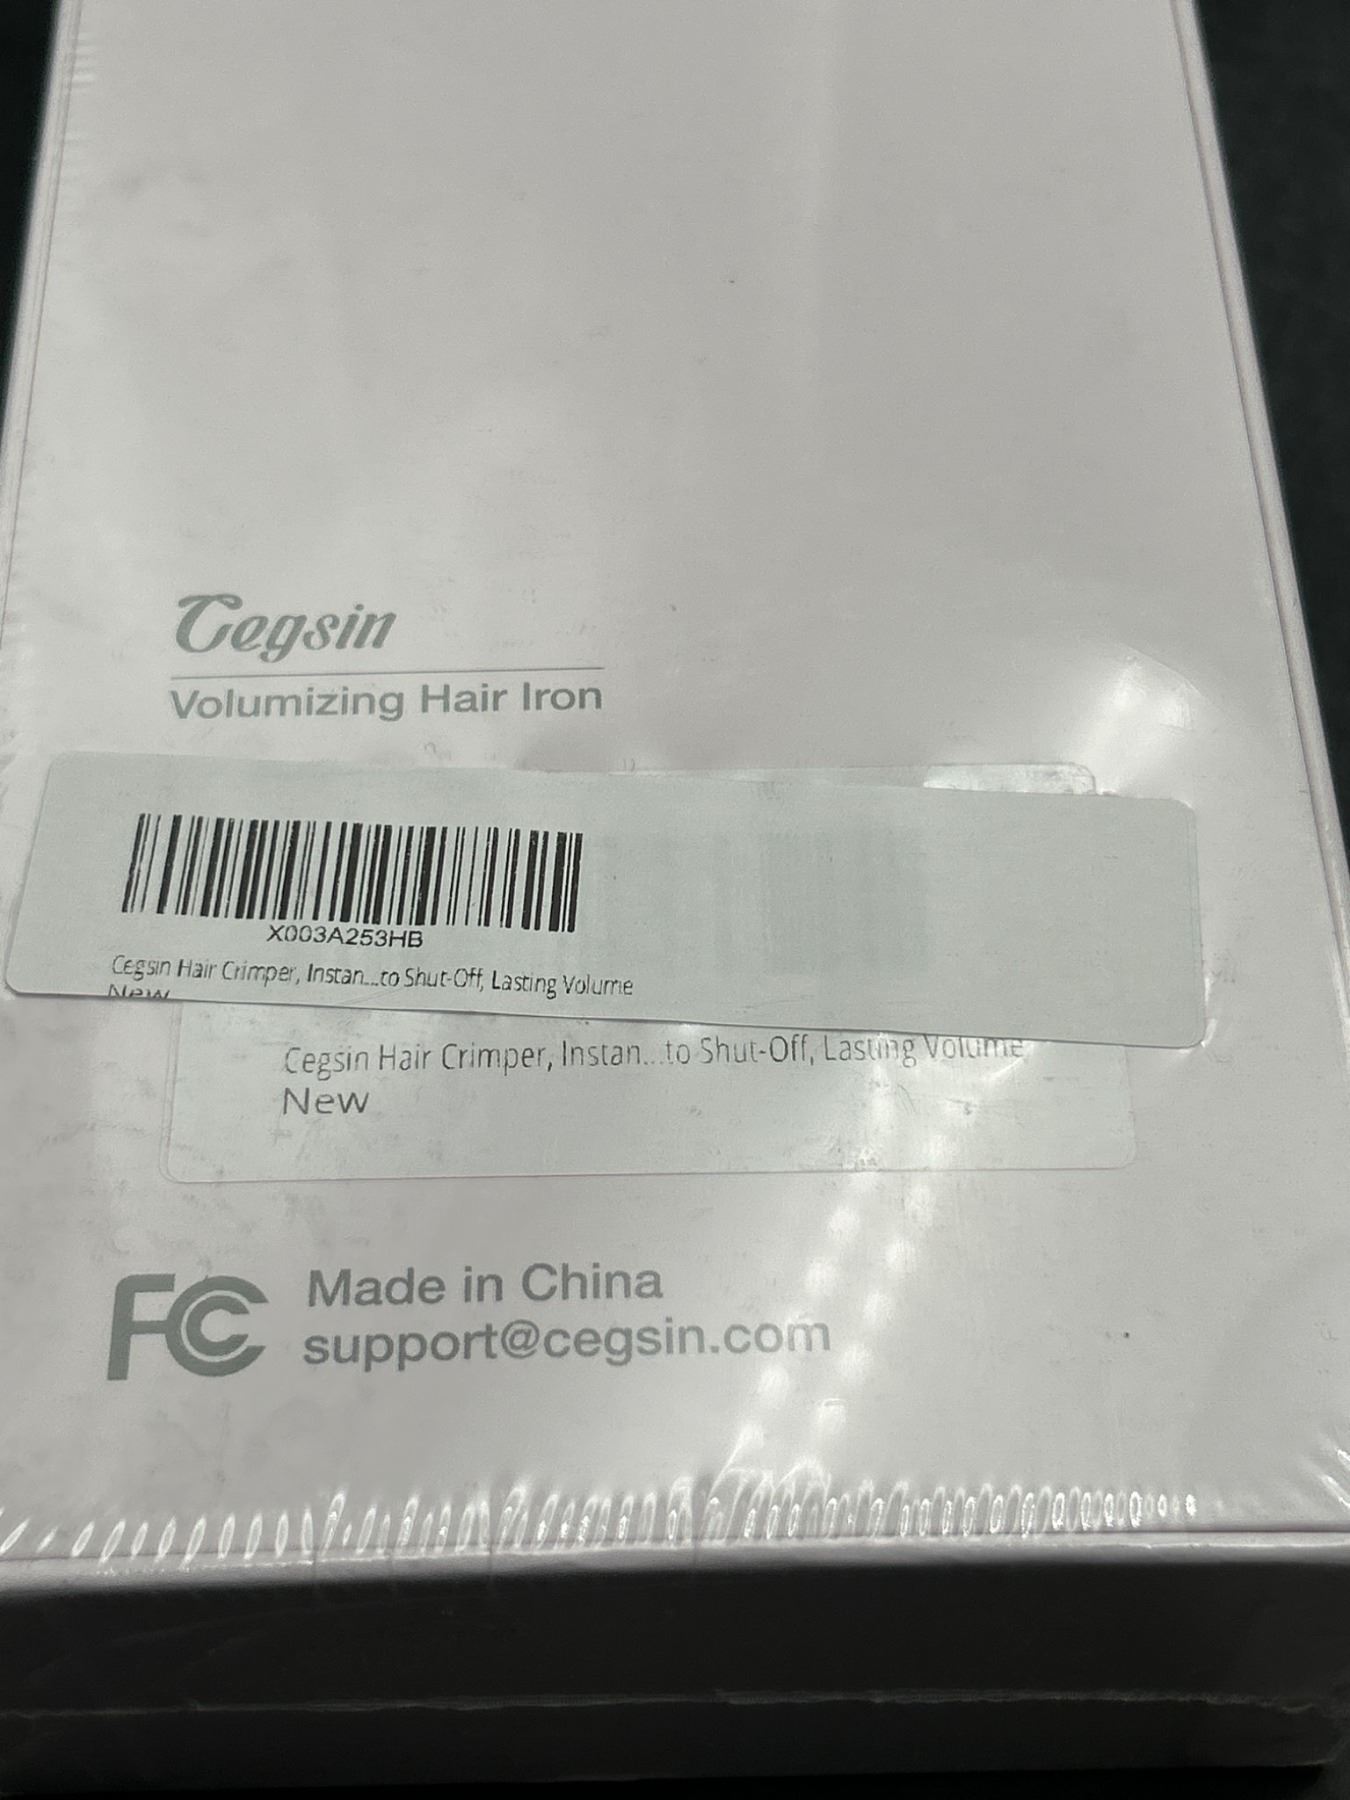 Cegsin
Volumizing Hair Iron
X003A253HB
Cegsin Hair Crimper, Instan...to Shut-Off, Lasting Volume
New
Cegsin Hair Crimper, Instan...to Shut-Off, Lasting Volume
New
FC Made in China
support@cegsin.com